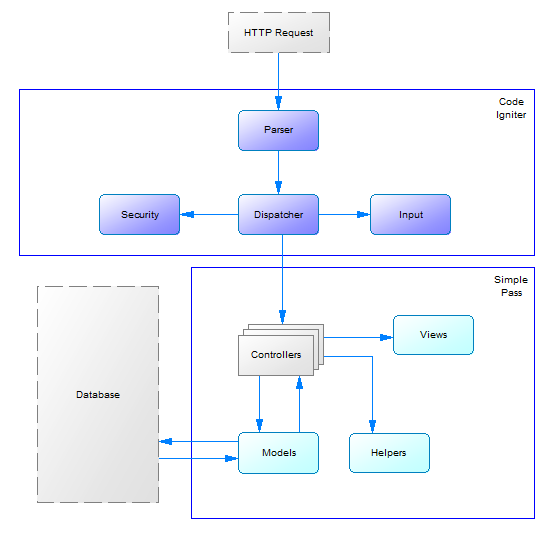 HTTP Request
Code
Igniter
Parser
Security
Dispatcher
Input
Simple
Pass
Views
Controllers
Database
Models
Helpers